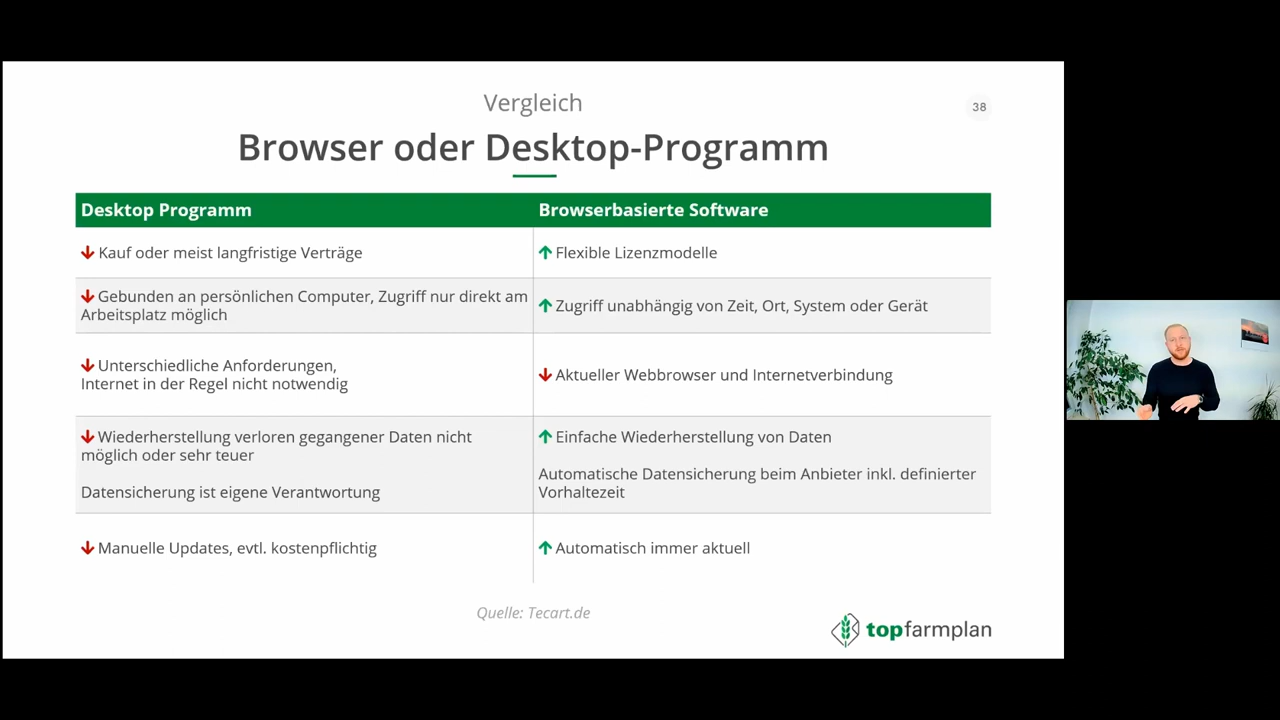 Vergleich
38
Browser oder Desktop-Programm
Desktop Programm
Browserbasierte Software
Kauf oder meist langfristige Verträge
Flexible Lizenzmodelle
Gebunden an persönlichen Computer, Zugriff nur direkt am
Arbeitsplatz möglich
Zugriff unabhängig von Zeit, Ort, System oder Gerät
Unterschiedliche Anforderungen,
Internet in der Regel nicht notwendig
Aktueller Webbrowser und Internetverbindung
Wiederherstellung verloren gegangener Daten nicht
möglich oder sehr teuer
Datensicherung ist eigene Verantwortung
Einfache Wiederherstellung von Daten
Automatische Datensicherung beim Anbieter inkl. definierter
Vorhaltezeit
Manuelle Updates, evtl. kostenpflichtig
Automatisch immer aktuell
Quelle: Tecart.de
topfarmplan